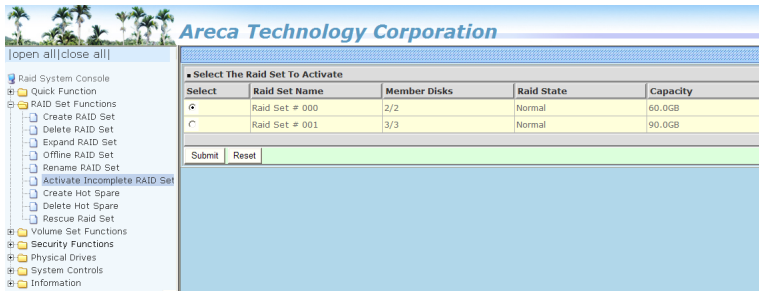 Areca Technology Corporation
|open all|close all|
Raid System Console
Quick Function
RAID Set Functions
Create RAID Set
Delete RAID Set
Expand RAID Set
Offline RAID Set
Rename RAID Set
Activate Incomplete RAID Set
Create Hot Spare
Delete Hot Spare
Rescue Raid Set
Volume Set Functions
Security Functions
Physical Drives
System Controls
Information
Select The Raid Set To Activate
Select Raid Set Name Member Disks Raid State Capacity
Raid Set # 000 2/2 Normal 60.0GB
Raid Set # 001 3/3 Normal 90.0GB
Submit Reset